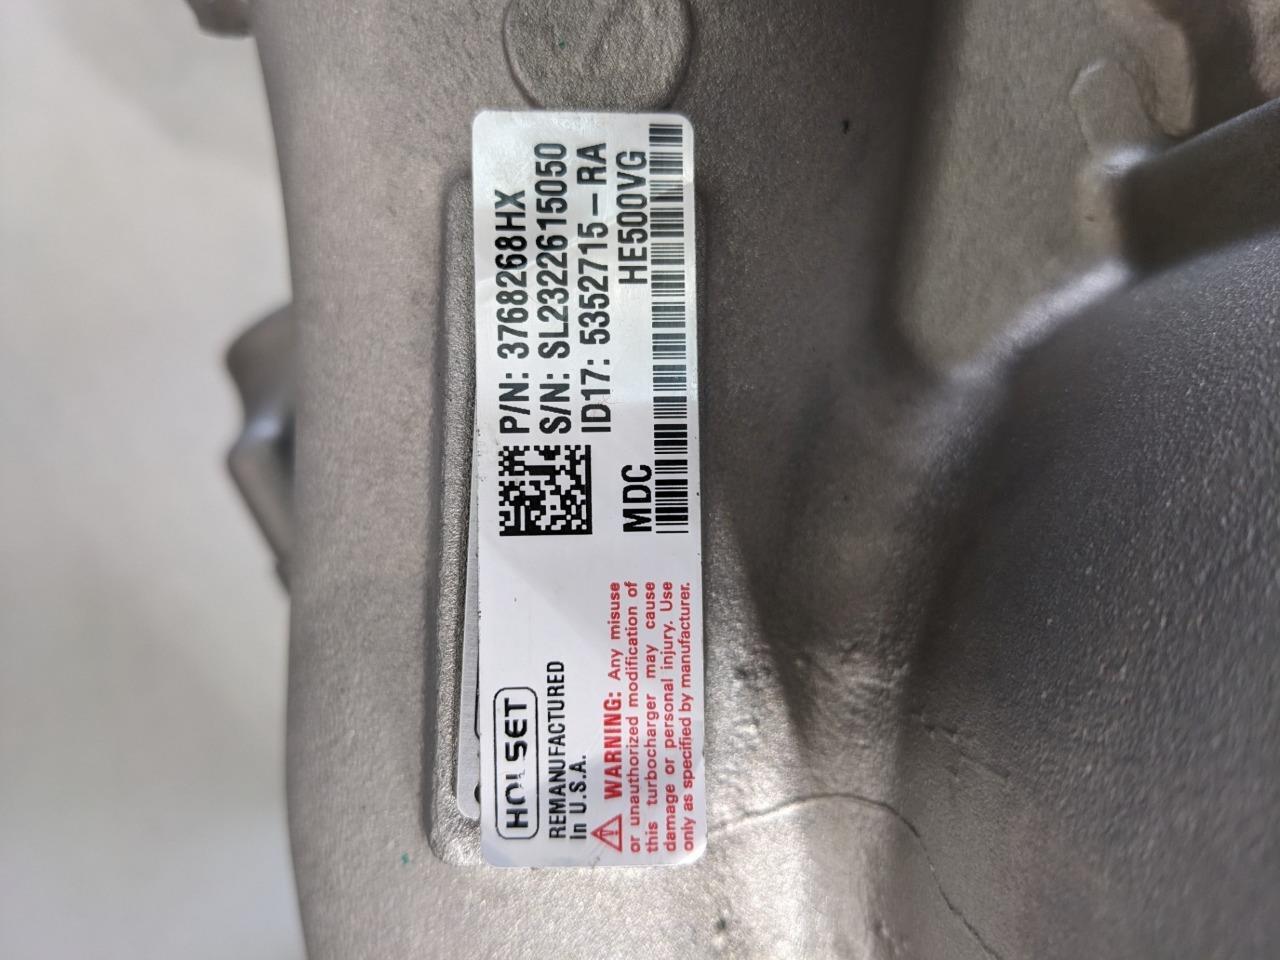 HOLSET
REMANUFACTURED
In U.S.A.
WARNING: Any misuse
or unauthorized modification of
this turbocharger may cause
damage or personal injury. Use
only as specified by manufacturer.
P/N: 3768268HX
S/N: SL2322615050
ID17: 5352715-RA
HE500VG
MDC